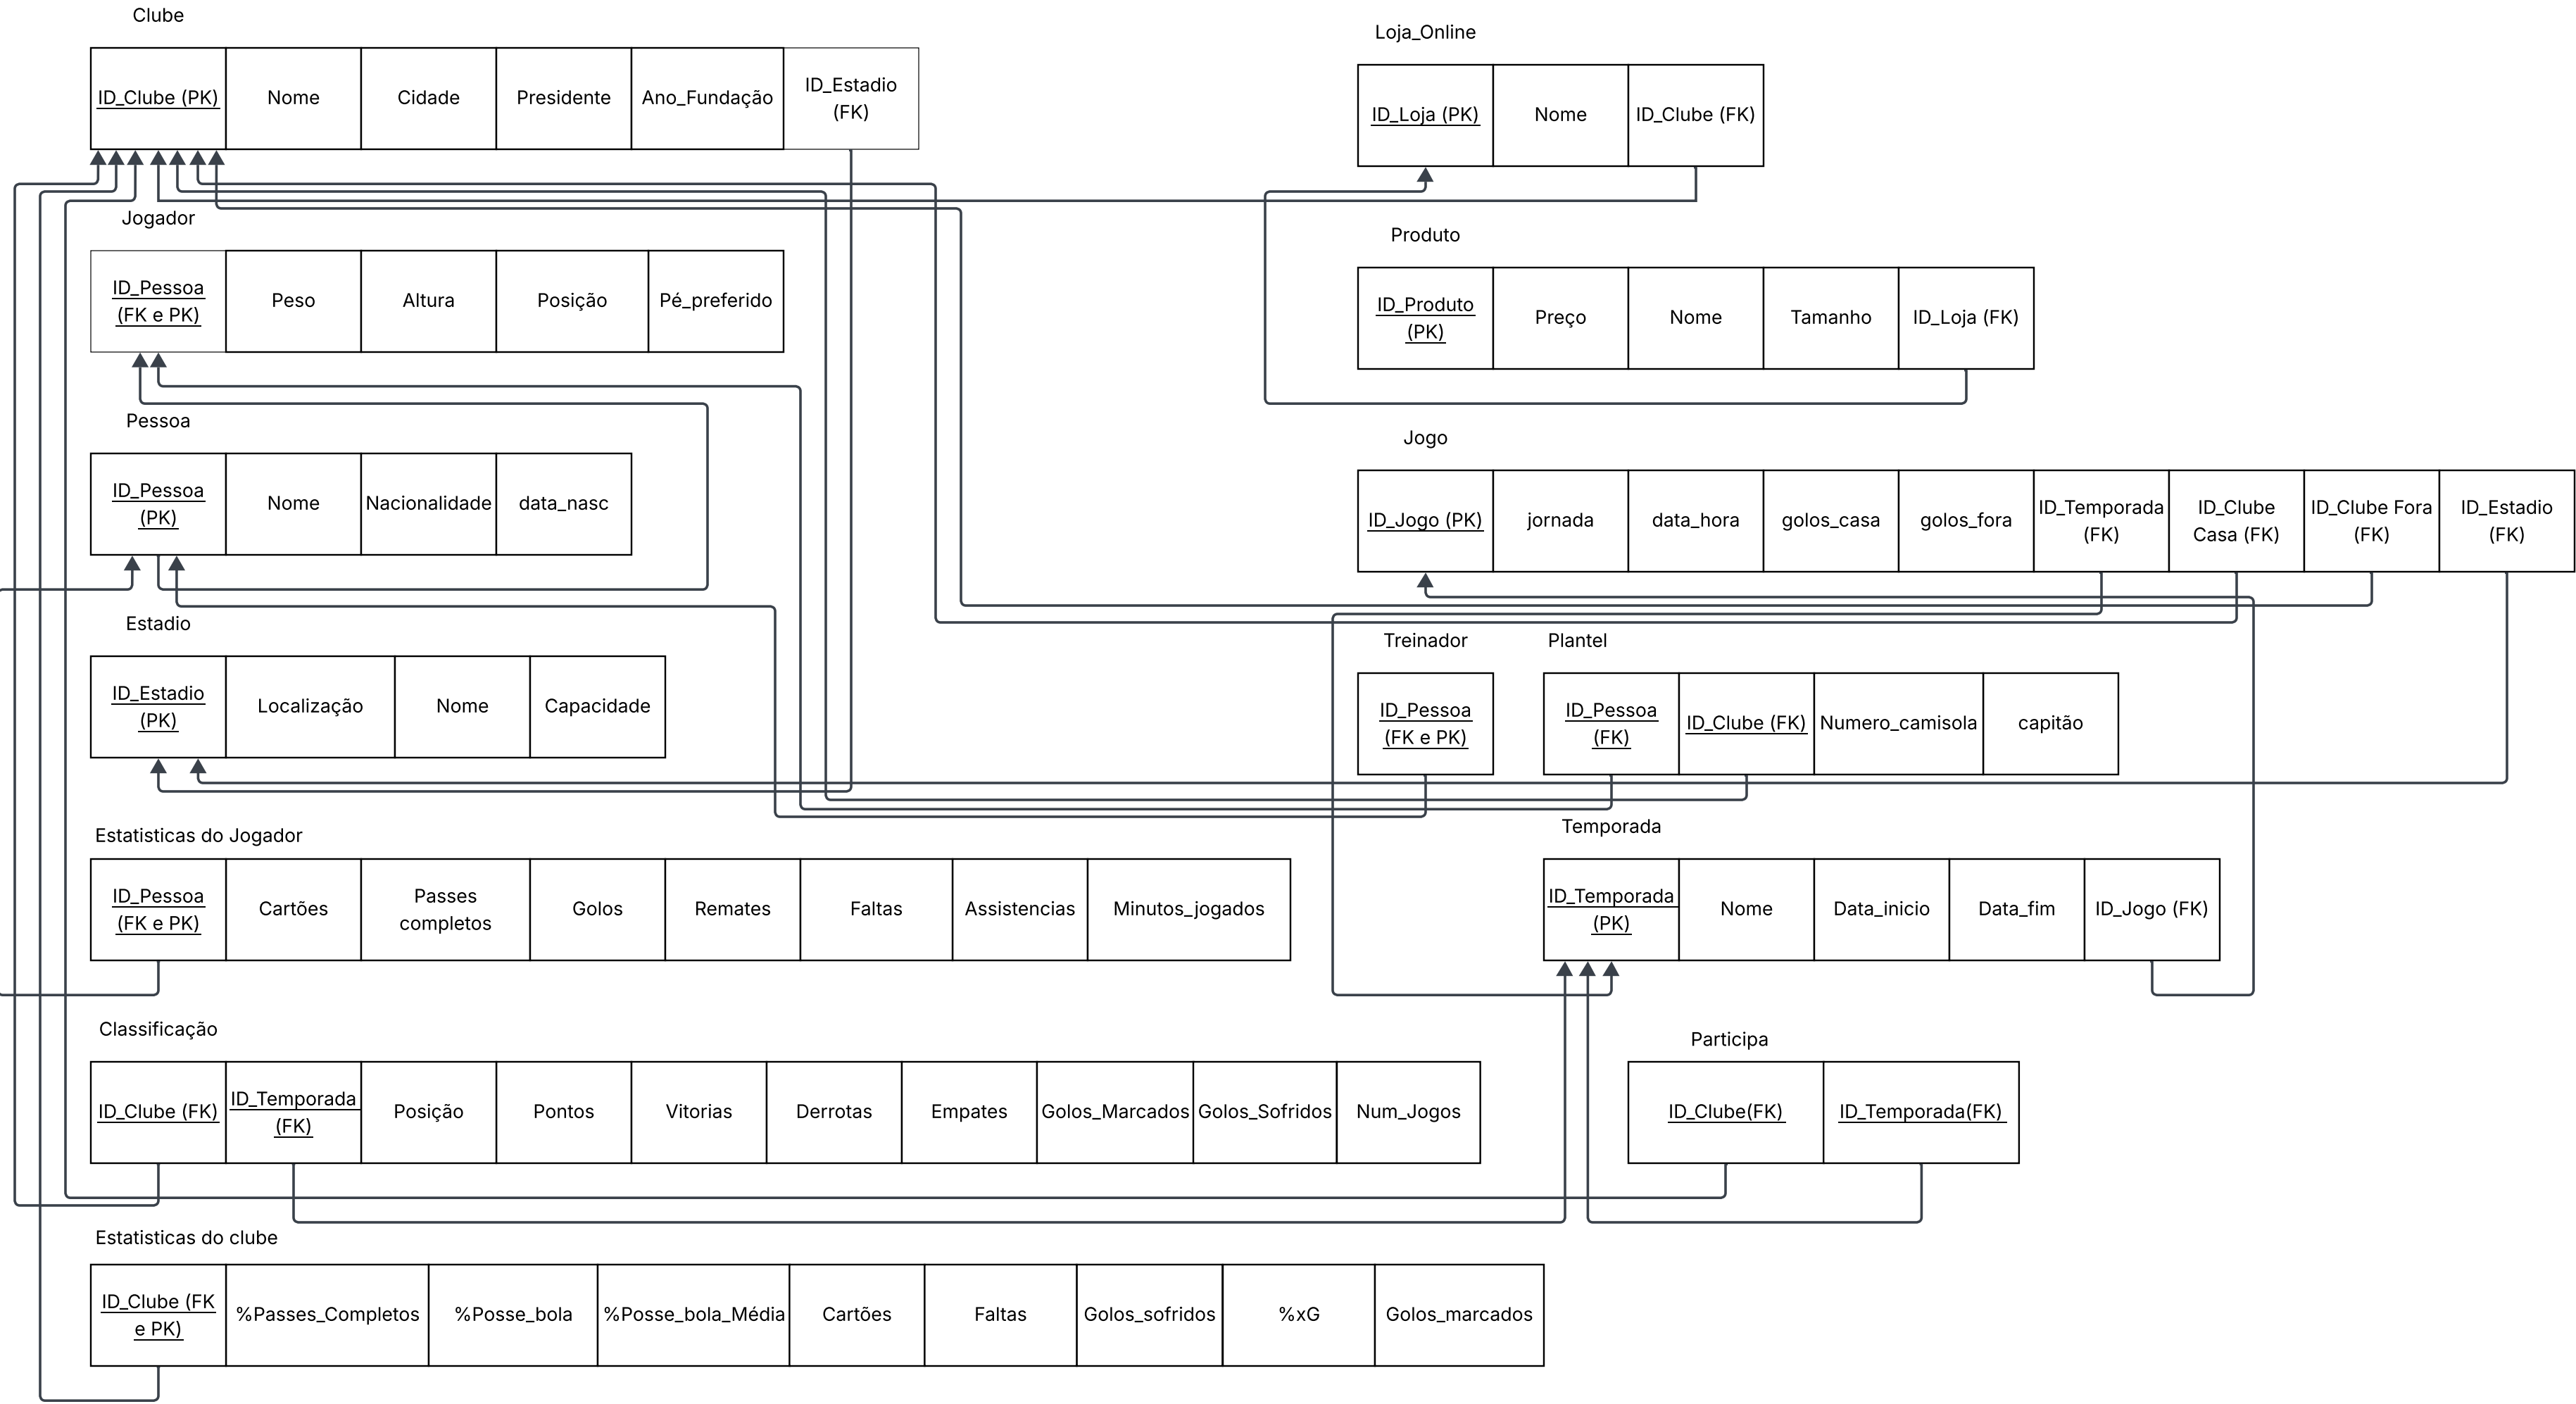 Clube
ID_Clube (PK)
Nome
Cidade
Presidente
Ano_Fundação
ID_Estadio
(FK)
Loja_Online
ID_Loja (PK)
Nome
ID_Clube (FK)
Jogador
ID_Pessoa
(FK e PK)
Peso
Altura
Posição
Pé_preferido
Produto
ID_Produto
(PK)
Preço
Nome
Tamanho
ID_Loja (FK)
Pessoa
ID_Pessoa
(PK)
Nome
Nacionalidade
data_nasc
Jogo
ID_Jogo (PK)
jornada
data_hora
golos_casa
golos_fora
ID_Temporada
(FK)
ID_Clube
Casa (FK)
ID_Clube Fora
(FK)
ID_Estadio
(FK)
Estadio
ID_Estadio
(PK)
Localização
Nome
Capacidade
Treinador
ID_Pessoa
(FK e PK)
Plantel
ID_Pessoa
(FK)
ID_Clube (FK)
Numero_camisola
capitão
Estatisticas do Jogador
ID_Pessoa
(FK e PK)
Cartões
Passes
completos
Golos
Remates
Faltas
Assistencias
Minutos_jogados
Temporada
ID_Temporada
(PK)
Nome
Data_inicio
Data_fim
ID_Jogo (FK)
Classificação
ID_Clube (FK)
ID_Temporada
(FK)
Posição
Pontos
Vitorias
Derrotas
Empates
Golos_Marcados
Golos_Sofridos
Num_Jogos
Participa
ID_Clube(FK)
ID_Temporada(FK)
Estatisticas do clube
ID_Clube (FK
e PK)
%Passes_Completos
%Posse_bola
%Posse_bola_Média
Cartões
Faltas
Golos_sofridos
%xG
Golos_marcados